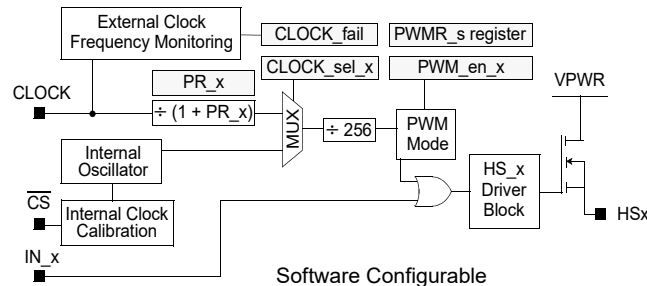 External Clock
Frequency Monitoring
CLOCK_fail
PWMR_s register
PR_x
CLOCK_sel_x
PWM_en_x
VPWR
CLOCK
÷ (1 + PR_x)
MUX
÷ 256
PWM
Mode
Internal
Oscillator
HS_x
Driver
Block
CS
Internal Clock
Calibration
HSx
IN_x
Software Configurable